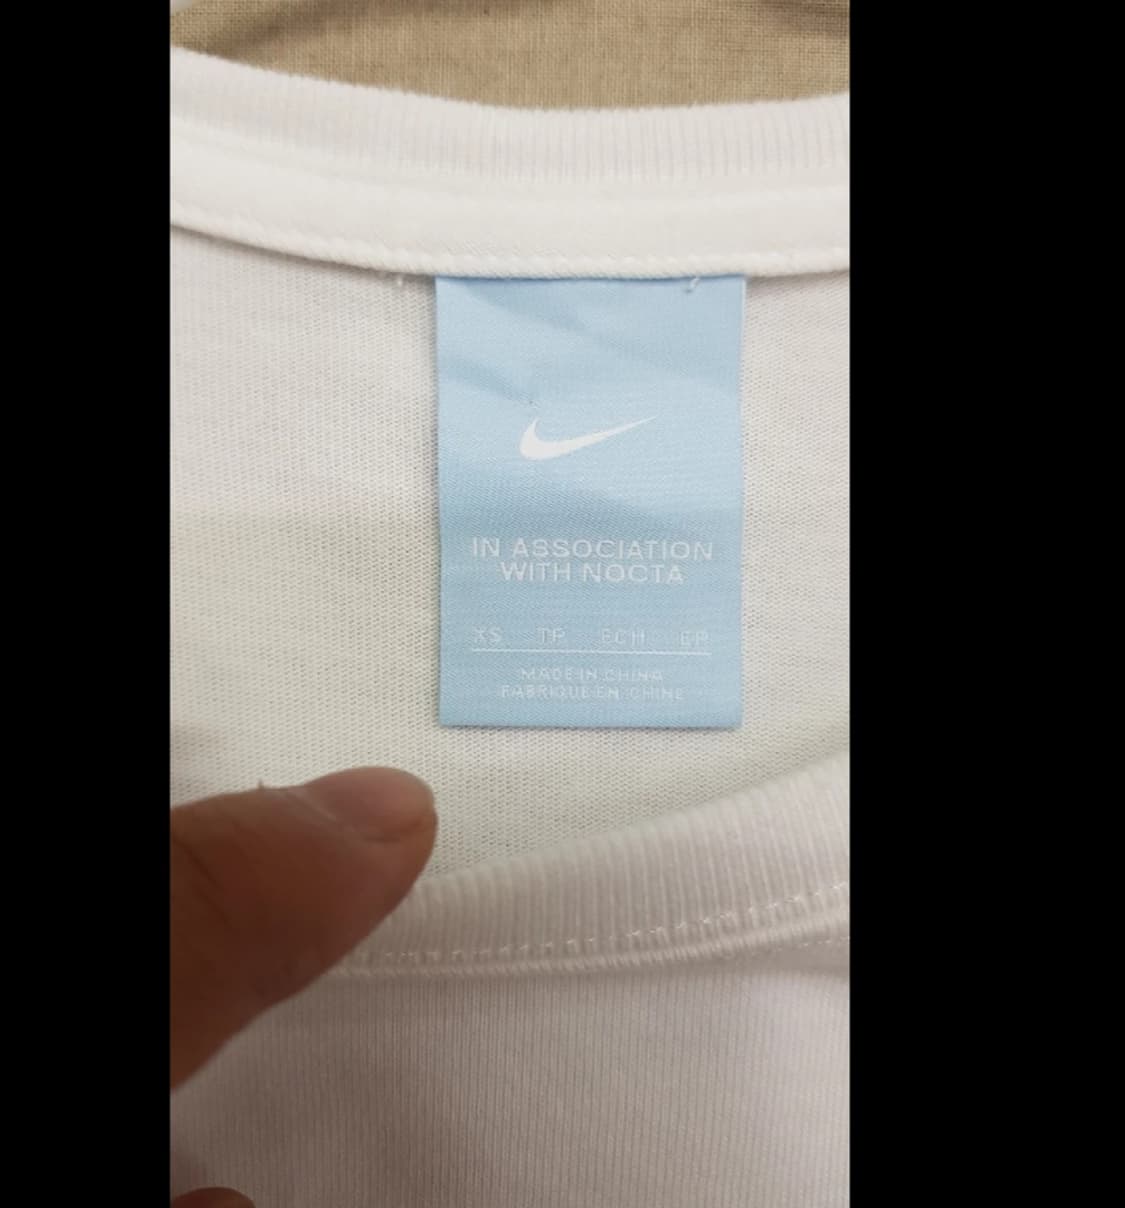 IN ASSOCIATION
WITH NOCTA
XS TP ECH EP
MADE IN CHINA
FABRIQUE EN CHINE